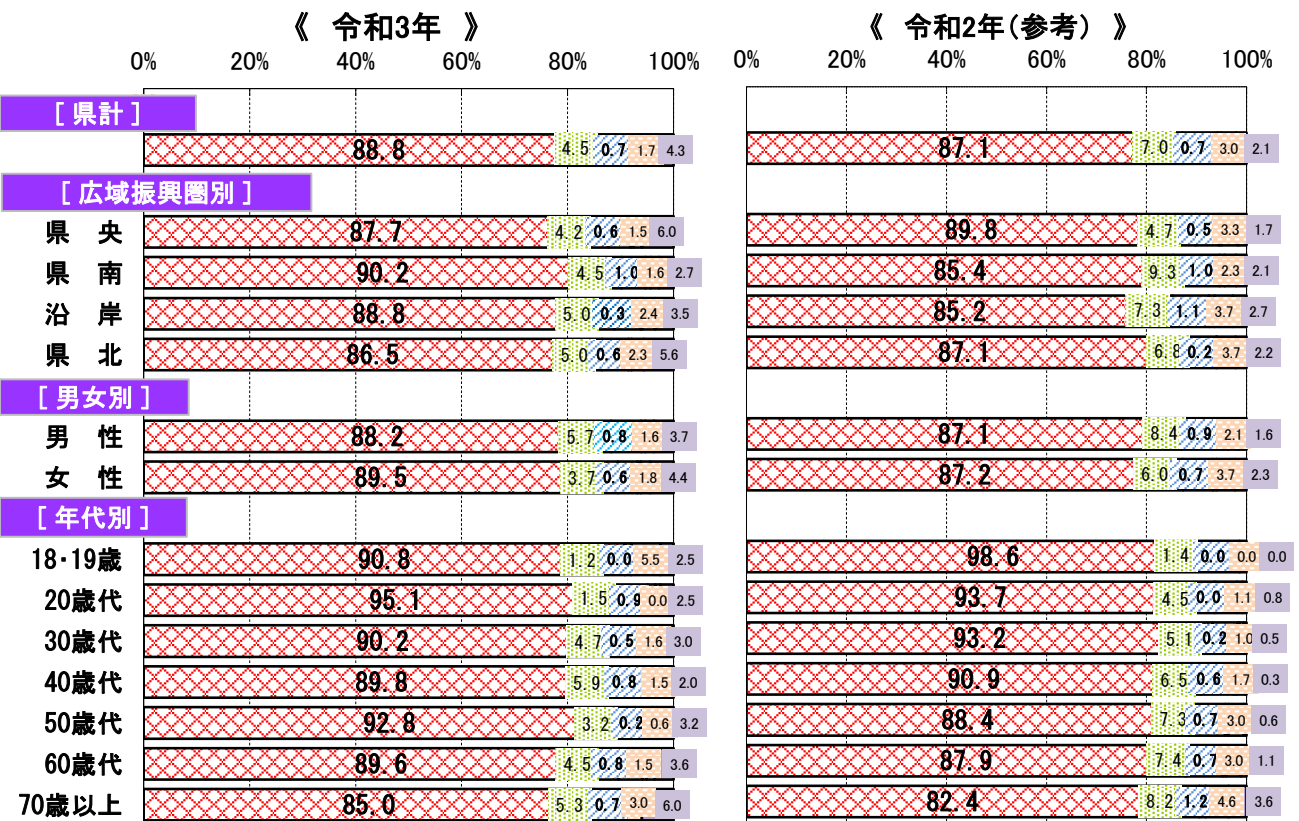 《 令和3年 》 《 令和2年(参考) 》
0% 20% 40% 60% 80% 100% 0% 20% 40% 60% 80% 100%
[ 県計 ]
88.8 4.5 0.7 1.7 4.3 87.1 7.0 0.7 3.0 2.1
[ 広域振興圏別 ]
県 央 87.7 4.2 0.6 1.5 6.0 89.8 4.7 0.5 3.3 1.7
県 南 90.2 4.5 1.0 1.6 2.7 85.4 9.3 1.0 2.3 2.1
沿 岸 88.8 5.0 0.3 2.4 3.5 85.2 7.3 1.1 3.7 2.7
県 北 86.5 5.0 0.6 2.3 5.6 87.1 6.8 0.2 3.7 2.2
[ 男女別 ]
男 性 88.2 5.7 0.8 1.6 3.7 87.1 8.4 0.9 2.1 1.6
女 性 89.5 3.7 0.6 1.8 4.4 87.2 6.0 0.7 3.7 2.3
[ 年代別 ]
18・19歳 90.8 1.2 0.0 5.5 2.5 98.6 1.4 0.0 0.0 0.0
20歳代 95.1 1.5 0.9 0.0 2.5 93.7 4.5 0.0 1.1 0.8
30歳代 90.2 4.7 0.5 1.6 3.0 93.2 5.1 0.2 1.0 0.5
40歳代 89.8 5.9 0.8 1.5 2.0 90.9 6.5 0.6 1.7 0.3
50歳代 92.8 3.2 0.2 0.6 3.2 88.4 7.3 0.7 3.0 0.6
60歳代 89.6 4.5 0.8 1.5 3.6 87.9 7.4 0.7 3.0 1.1
70歳以上 85.0 5.3 0.7 3.0 6.0 82.4 8.2 1.2 4.6 3.6